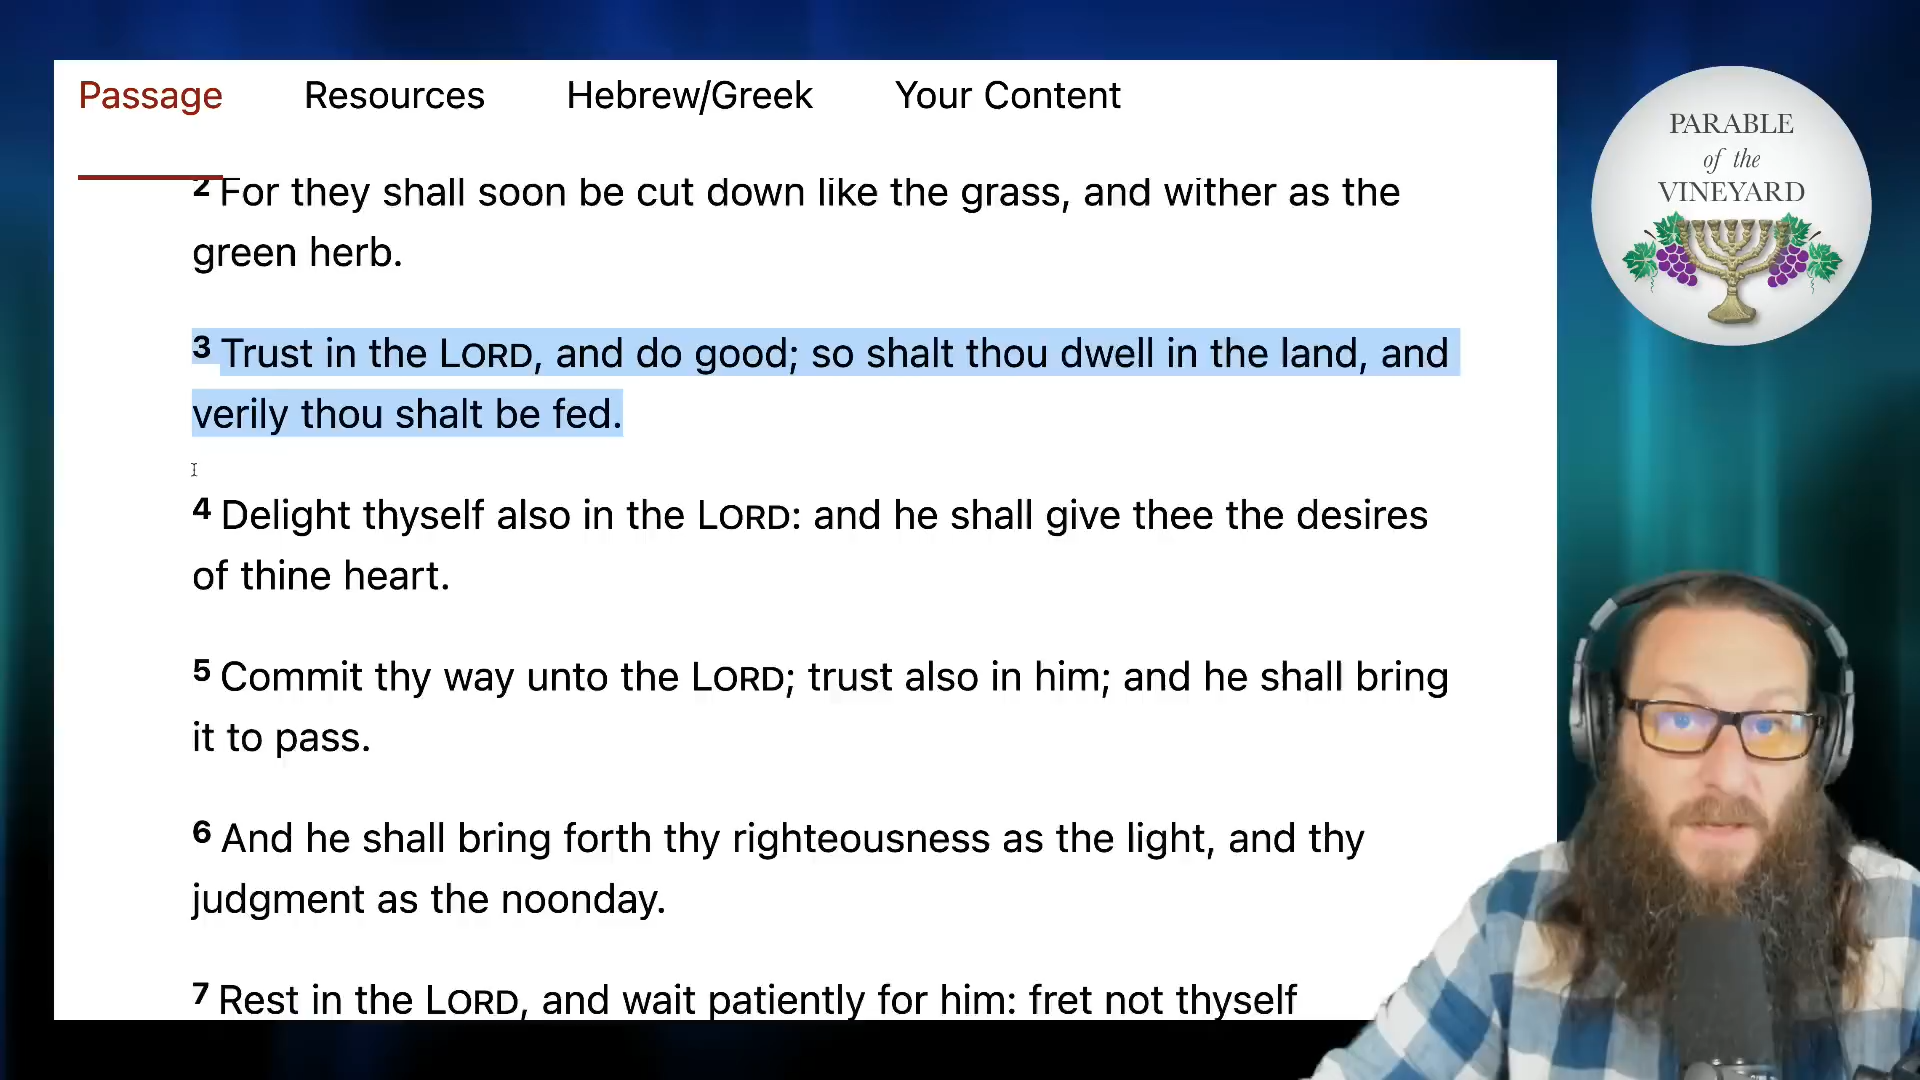 Passage Resources Hebrew/Greek Your Content
PARABLE
of the
VINEYARD
2 For they shall soon be cut down like the grass, and wither as the
green herb.
3 Trust in the LORD, and do good; so shalt thou dwell in the land, and
verily thou shalt be fed.
4 Delight thyself also in the LORD: and he shall give thee the desires
of thine heart.
5 Commit thy way unto the LORD; trust also in him; and he shall bring
it to pass.
6 And he shall bring forth thy righteousness as the light, and thy
judgment as the noonday.
7 Rest in the LORD, and wait patiently for him: fret not thyself